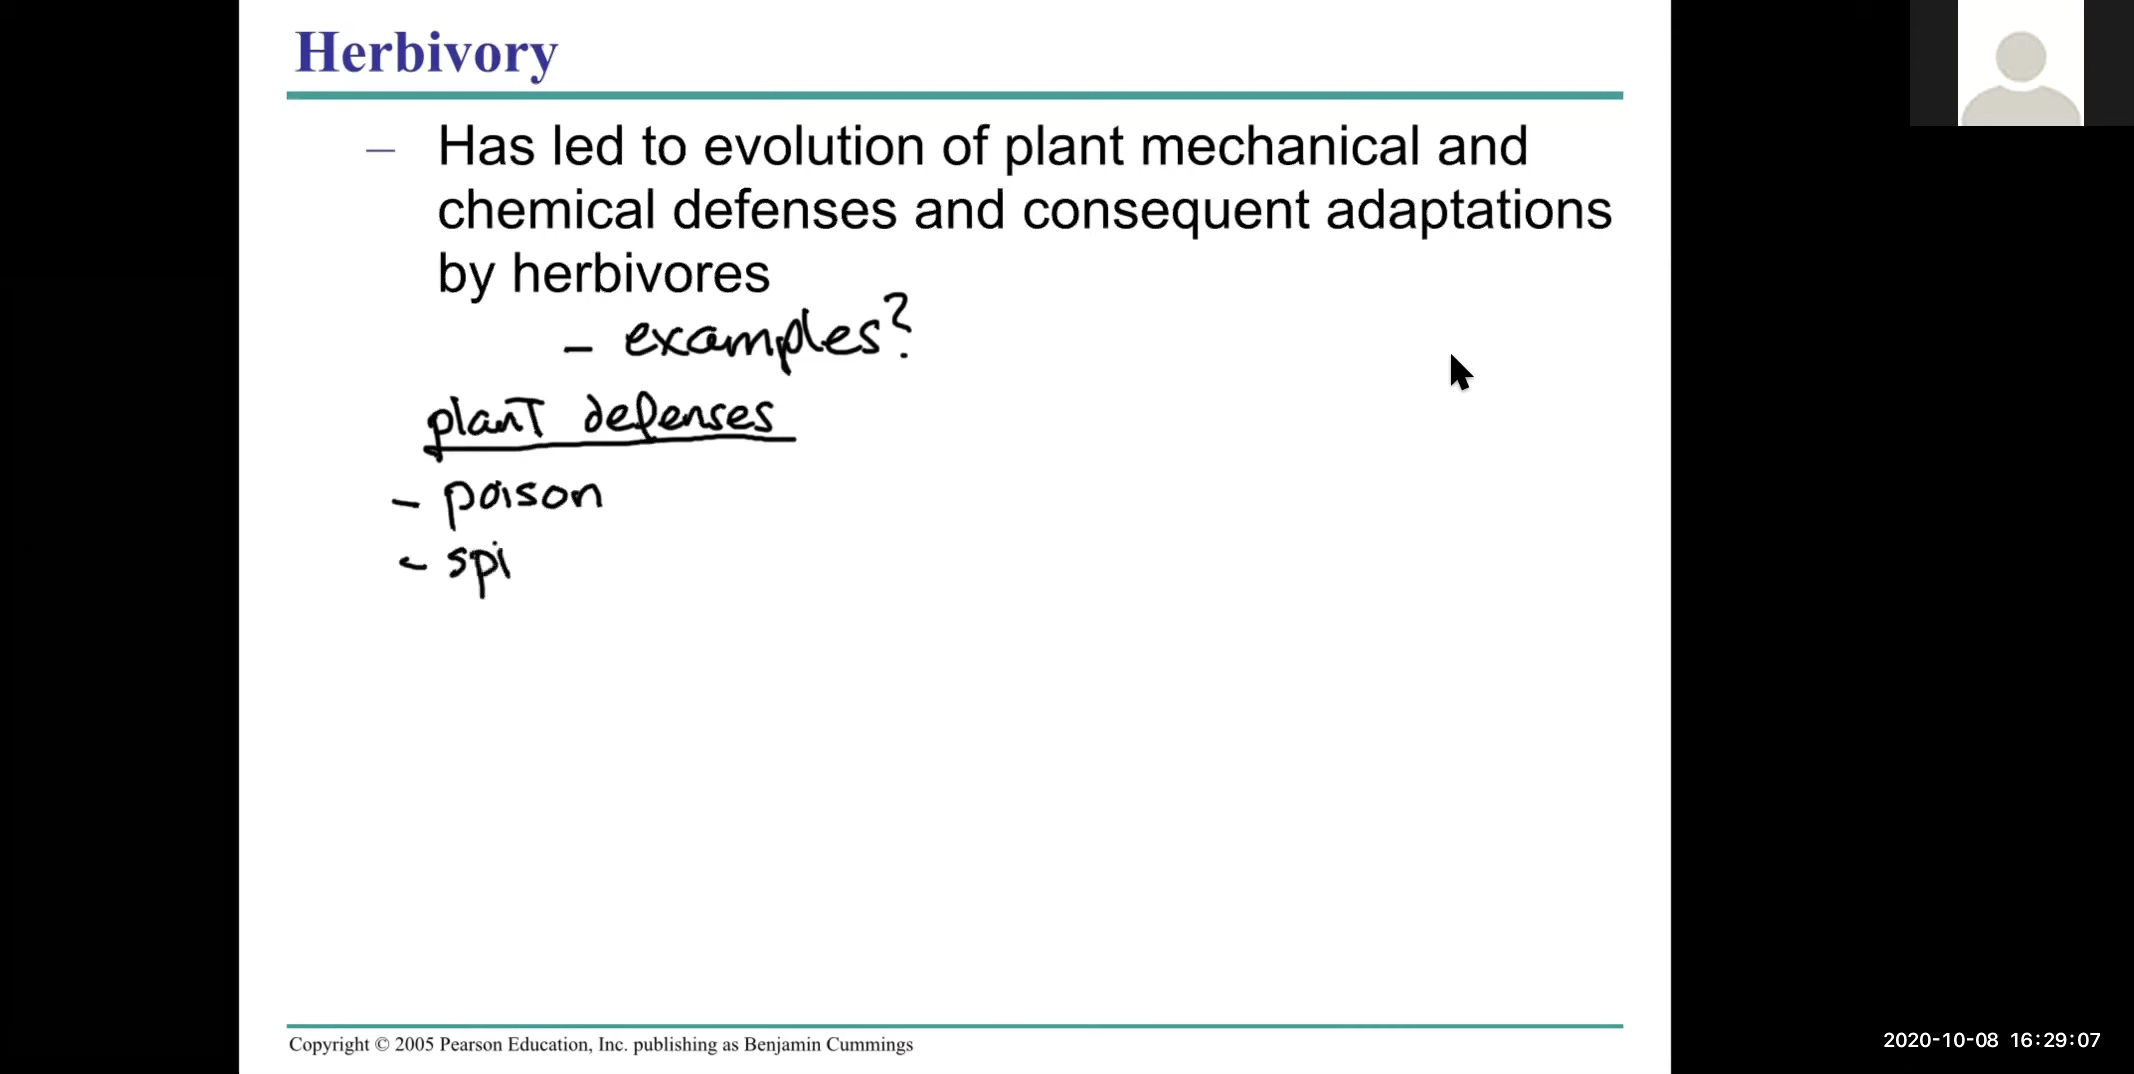 Herbivory
– Has led to evolution of plant mechanical and
chemical defenses and consequent adaptations
by herbivores
- examples?
plant defenses
- poison
- spi
Copyright © 2005 Pearson Education, Inc. publishing as Benjamin Cummings
2020-10-08 16:29:07